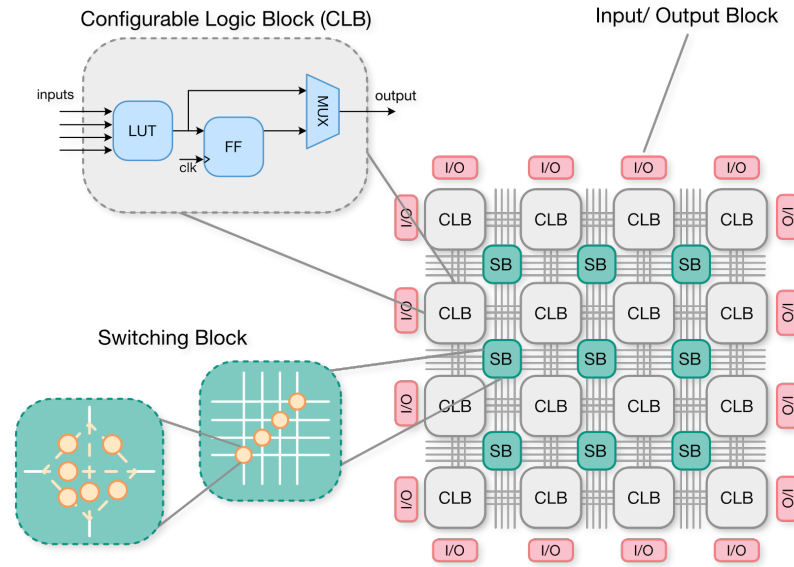 Configurable Logic Block (CLB)
Input/ Output Block
inputs
LUT
FF
clk
MUX
output
I/O I/O I/O I/O
I/O CLB CLB CLB CLB I/O
SB SB SB
I/O CLB CLB CLB CLB I/O
Switching Block
SB SB SB
I/O CLB CLB CLB CLB I/O
SB SB SB
I/O CLB CLB CLB CLB I/O
I/O I/O I/O I/O